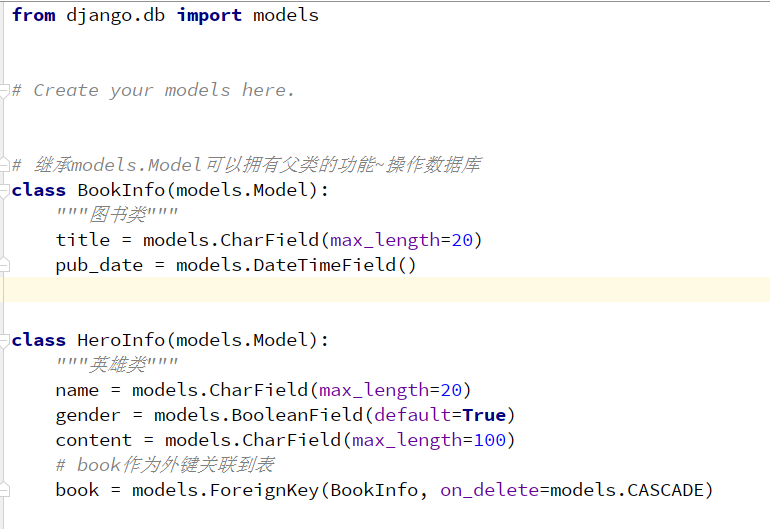 from django.db import models
# Create your models here.
# 继承models.Model可以拥有父类的功能~操作数据库
class BookInfo(models.Model):
"""图书类"""
title = models.CharField(max_length=20)
pub_date = models.DateTimeField()
class HeroInfo(models.Model):
"""英雄类"""
name = models.CharField(max_length=20)
gender = models.BooleanField(default=True)
content = models.CharField(max_length=100)
# book作为外键关联到表
book = models.ForeignKey(BookInfo, on_delete=models.CASCADE)